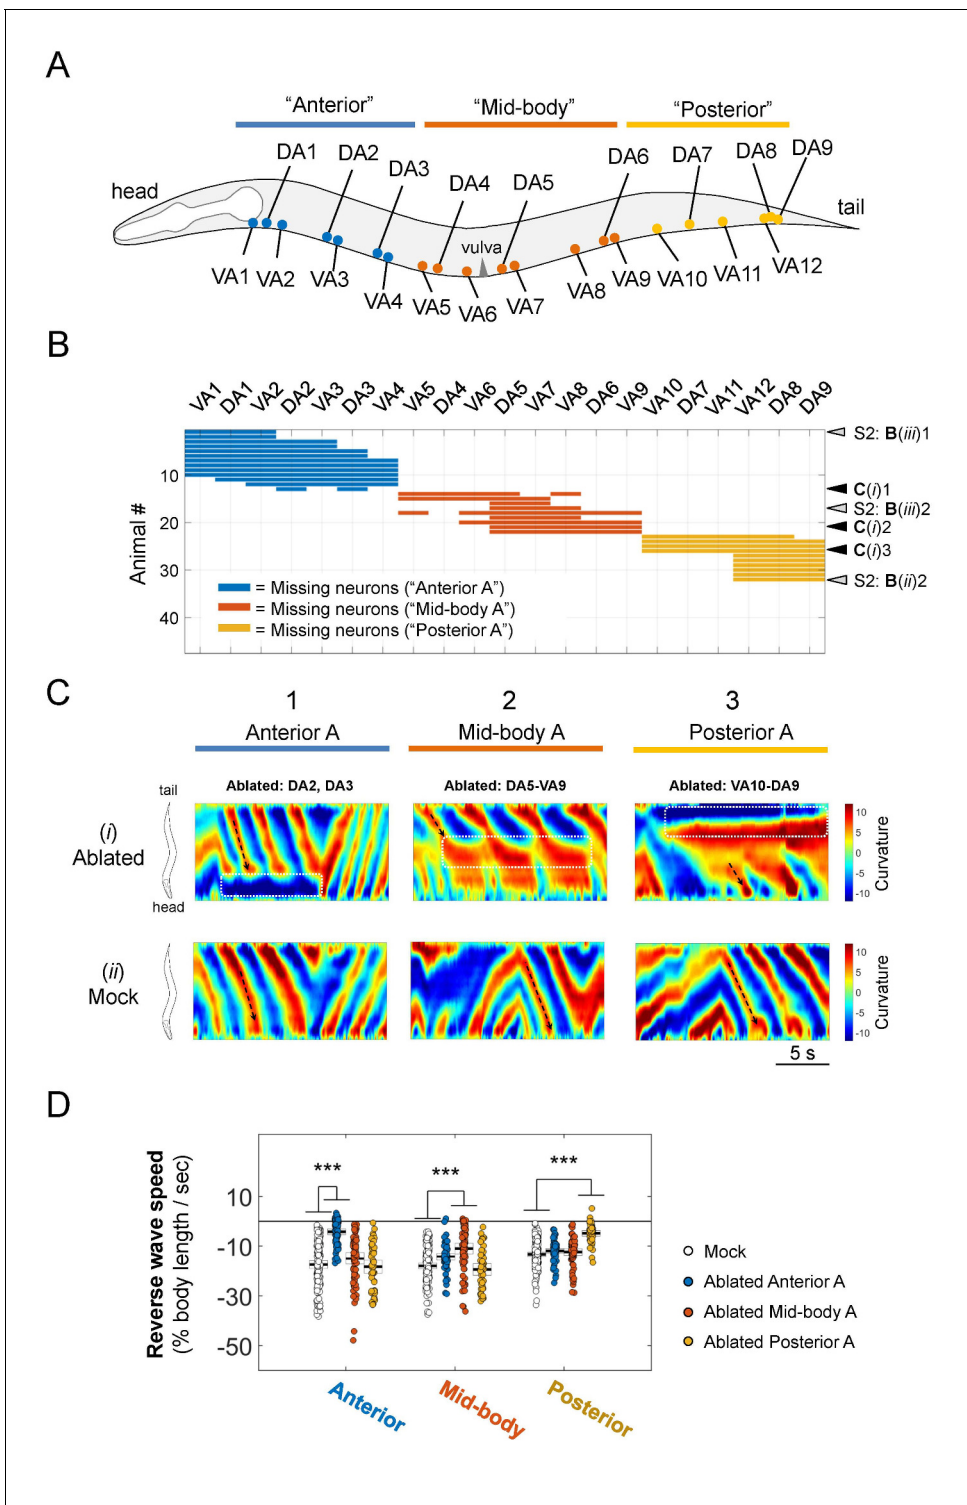 A
"Anterior"
"Mid-body"
"Posterior"
head
DA1
DA2
DA3
DA4
DA5
DA6
DA7
DA8
DA9
tail
vulva
VA1
VA2
VA3
VA4
VA5
VA6
VA7
VA8
VA9
VA10
VA11
VA12
B
VA1 DA1 VA2 DA2 VA3 DA3 VA4 VA5 DA4 VA6 DA5 VA7 VA8 DA6 VA9 VA10 DA7 VA11 VA12 DA8 DA9
Animal #
10
20
30
40
S2: B(iii)1
C(i)1
S2: B(iii)2
C(i)2
C(i)3
S2: B(ii)2
= Missing neurons ("Anterior A")
= Missing neurons ("Mid-body A")
= Missing neurons ("Posterior A")
C
1
2
3
Anterior A
Mid-body A
Posterior A
Ablated: DA2, DA3
Ablated: DA5-VA9
Ablated: VA10-DA9
tail
(i)
Ablated
head
10
5
0
-5
-10
Curvature
(ii)
Mock
10
5
0
-5
-10
Curvature
5 s
D
Reverse wave speed
(% body length / sec)
10
-10
-30
-50
***
***
***
Mock
Ablated Anterior A
Ablated Mid-body A
Ablated Posterior A
Anterior
Mid-body
Posterior